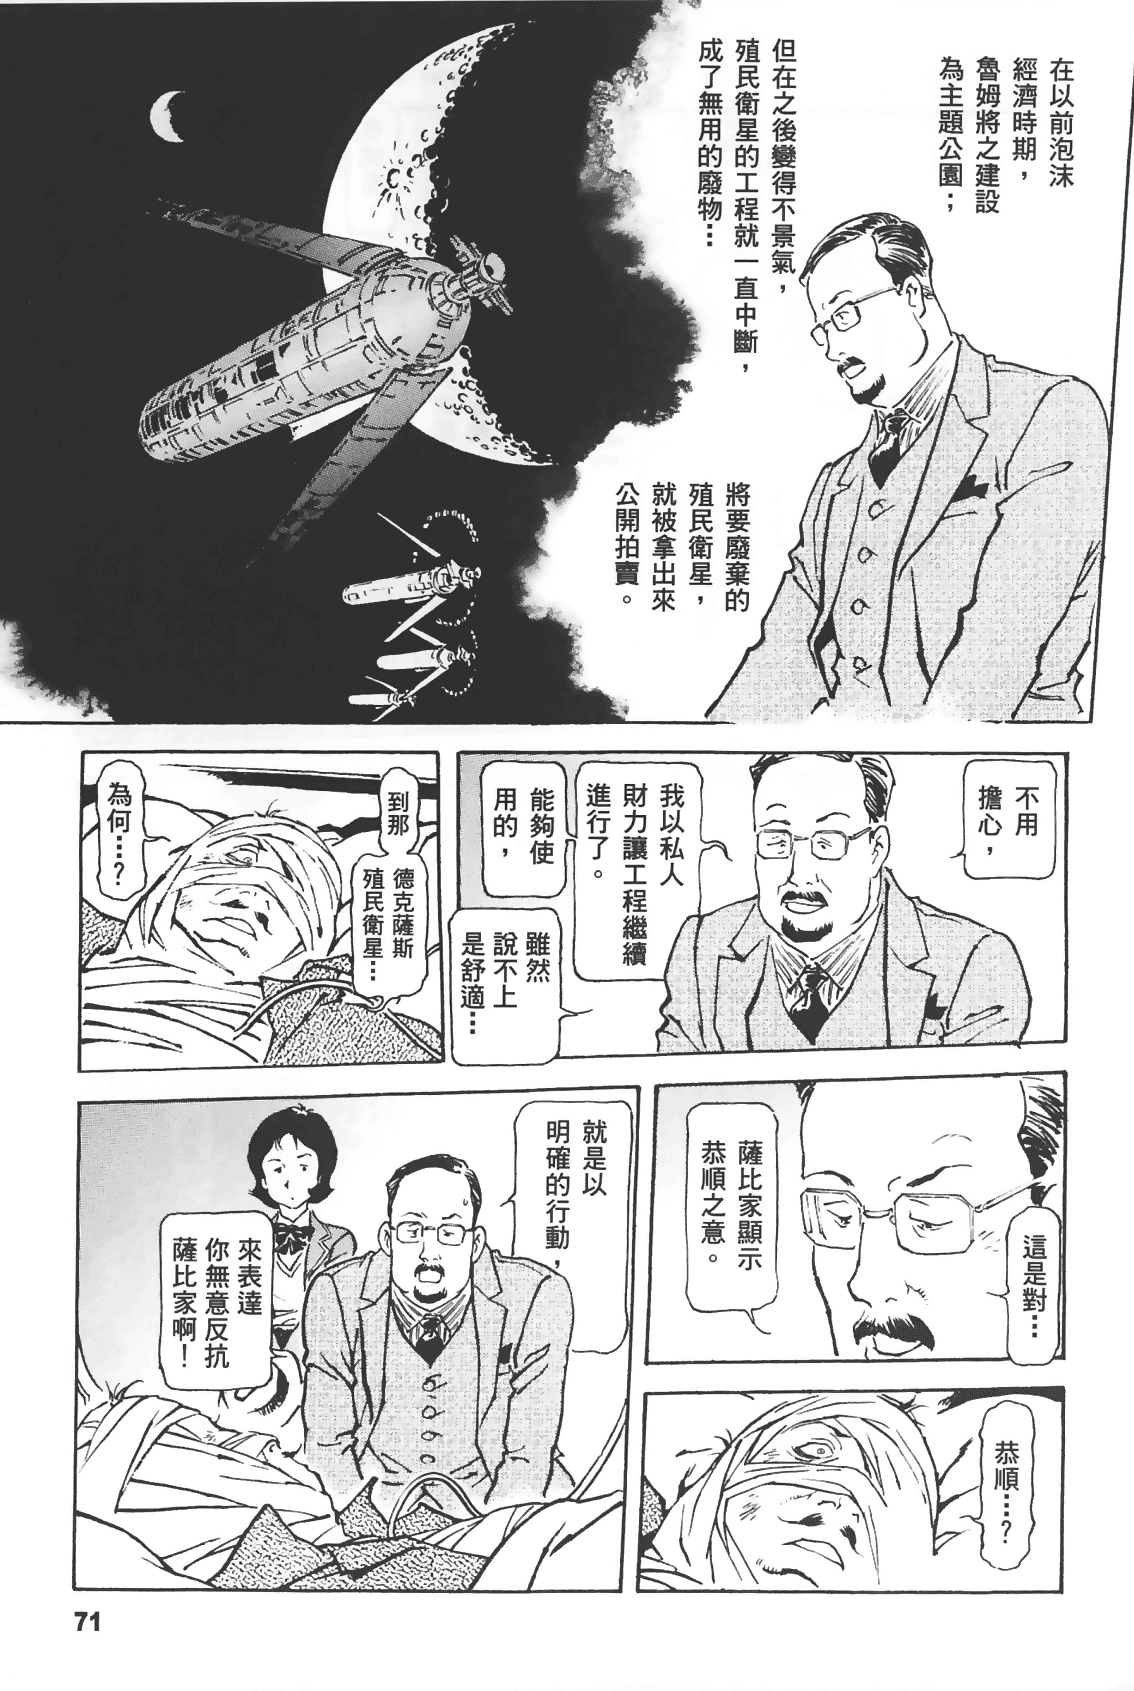 在以前泡沫
經濟時期，
魯姆將之建設
為主題公園；
但在之後變得不景氣，
殖民衛星的工程就一直中斷，
成了無用的廢物…
將要廢棄的
殖民衛星，
就被拿出來
公開拍賣。
不用
擔心，
我以私人
財力讓工程繼續
進行了。
能夠使
用的，
雖然
說不上
是舒適…
到那
德克薩斯
殖民衛星…
為何…？
這是對…
薩比家顯示
恭順之意。
恭順…？
就是以
明確的行動，
來表達
你無意反抗
薩比家啊！
71